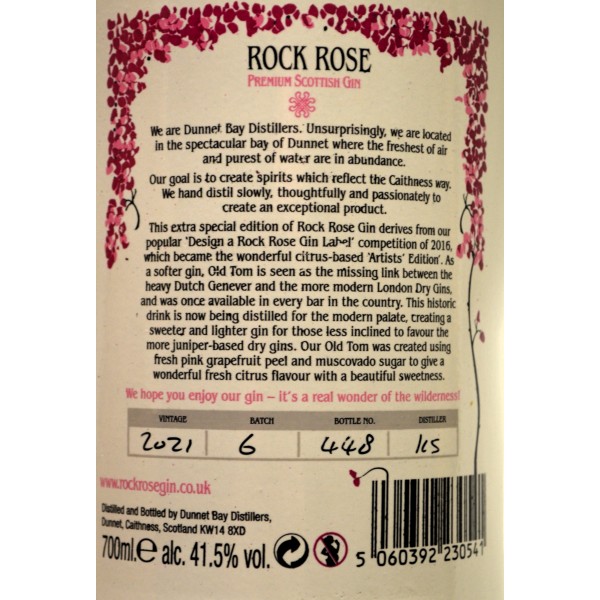 ROCK ROSE
PREMIUM SCOTTISH GIN
We are Dunnet Bay Distillers. Unsurprisingly, we are located
in the spectacular bay of Dunnet where the freshest of air
and purest of water are in abundance.
Our goal is to create spirits which reflect the Caithness way.
We hand distil slowly, thoughtfully and passionately to
create an exceptional product.
This extra special edition of Rock Rose Gin derives from our
popular 'Design a Rock Rose Gin Label' competition of 2016,
which became the wonderful citrus-based 'Artists' Edition'. As
a softer gin, Old Tom is seen as the missing link between the
heavy Dutch Genever and the more modern London Dry Gins,
and was once available in every bar in the country. This historic
drink is now being distilled for the modern palate, creating a
sweeter and lighter gin for those less inclined to favour the
more juniper-based dry gins. Our Old Tom was created using
fresh pink grapefruit peel and muscovado sugar to give a
wonderful fresh citrus flavour with a beautiful sweetness.
We hope you enjoy our gin – it's a real wonder of the wilderness!
VINTAGE BATCH BOTTLE NO. DISTILLER
2021 6 448
www.rockrosegin.co.uk
Distilled and Bottled by Dunnet Bay Distillers,
Dunnet, Caithness, Scotland KW14 8XD
700ml.e alc. 41.5% vol.
5 060392 230541